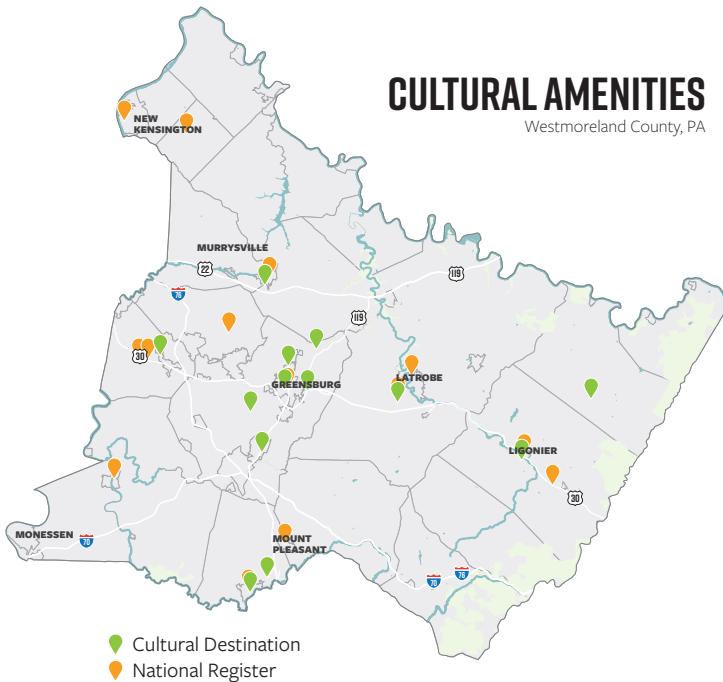 CULTURAL AMENITIES
Westmoreland County, PA
NEW
KENSINGTON
MURRYSVILLE
22
119
76
119
30
GREENSBURG
LATROBE
LIGONIER
30
MONESSEN
70
MOUNT
PLEASANT
70
76
Cultural Destination
National Register